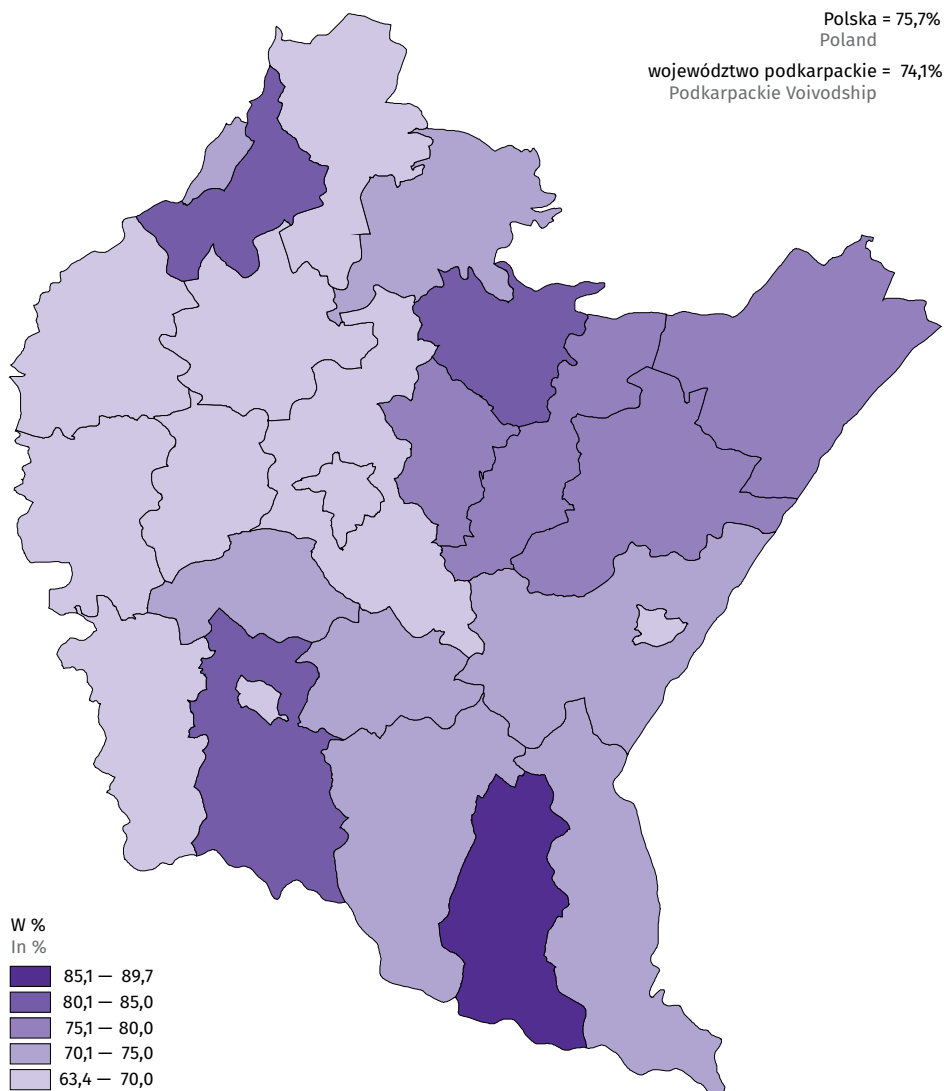 Polska = 75,7%
Poland
województwo podkarpackie = 74,1%
Podkarpackie Voivodship
W %
In %
85,1 — 89,7
80,1 — 85,0
75,1 — 80,0
70,1 — 75,0
63,4 — 70,0